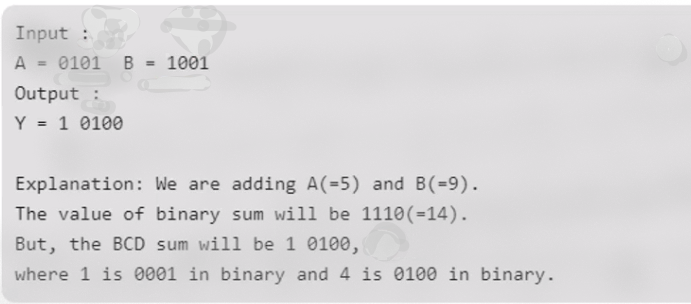 Input :
A = 0101  B = 1001
Output :
Y = 1 0100
Explanation: We are adding A(=5) and B(=9).
The value of binary sum will be 1110(=14).
But, the BCD sum will be 1 0100,
where 1 is 0001 in binary and 4 is 0100 in binary.